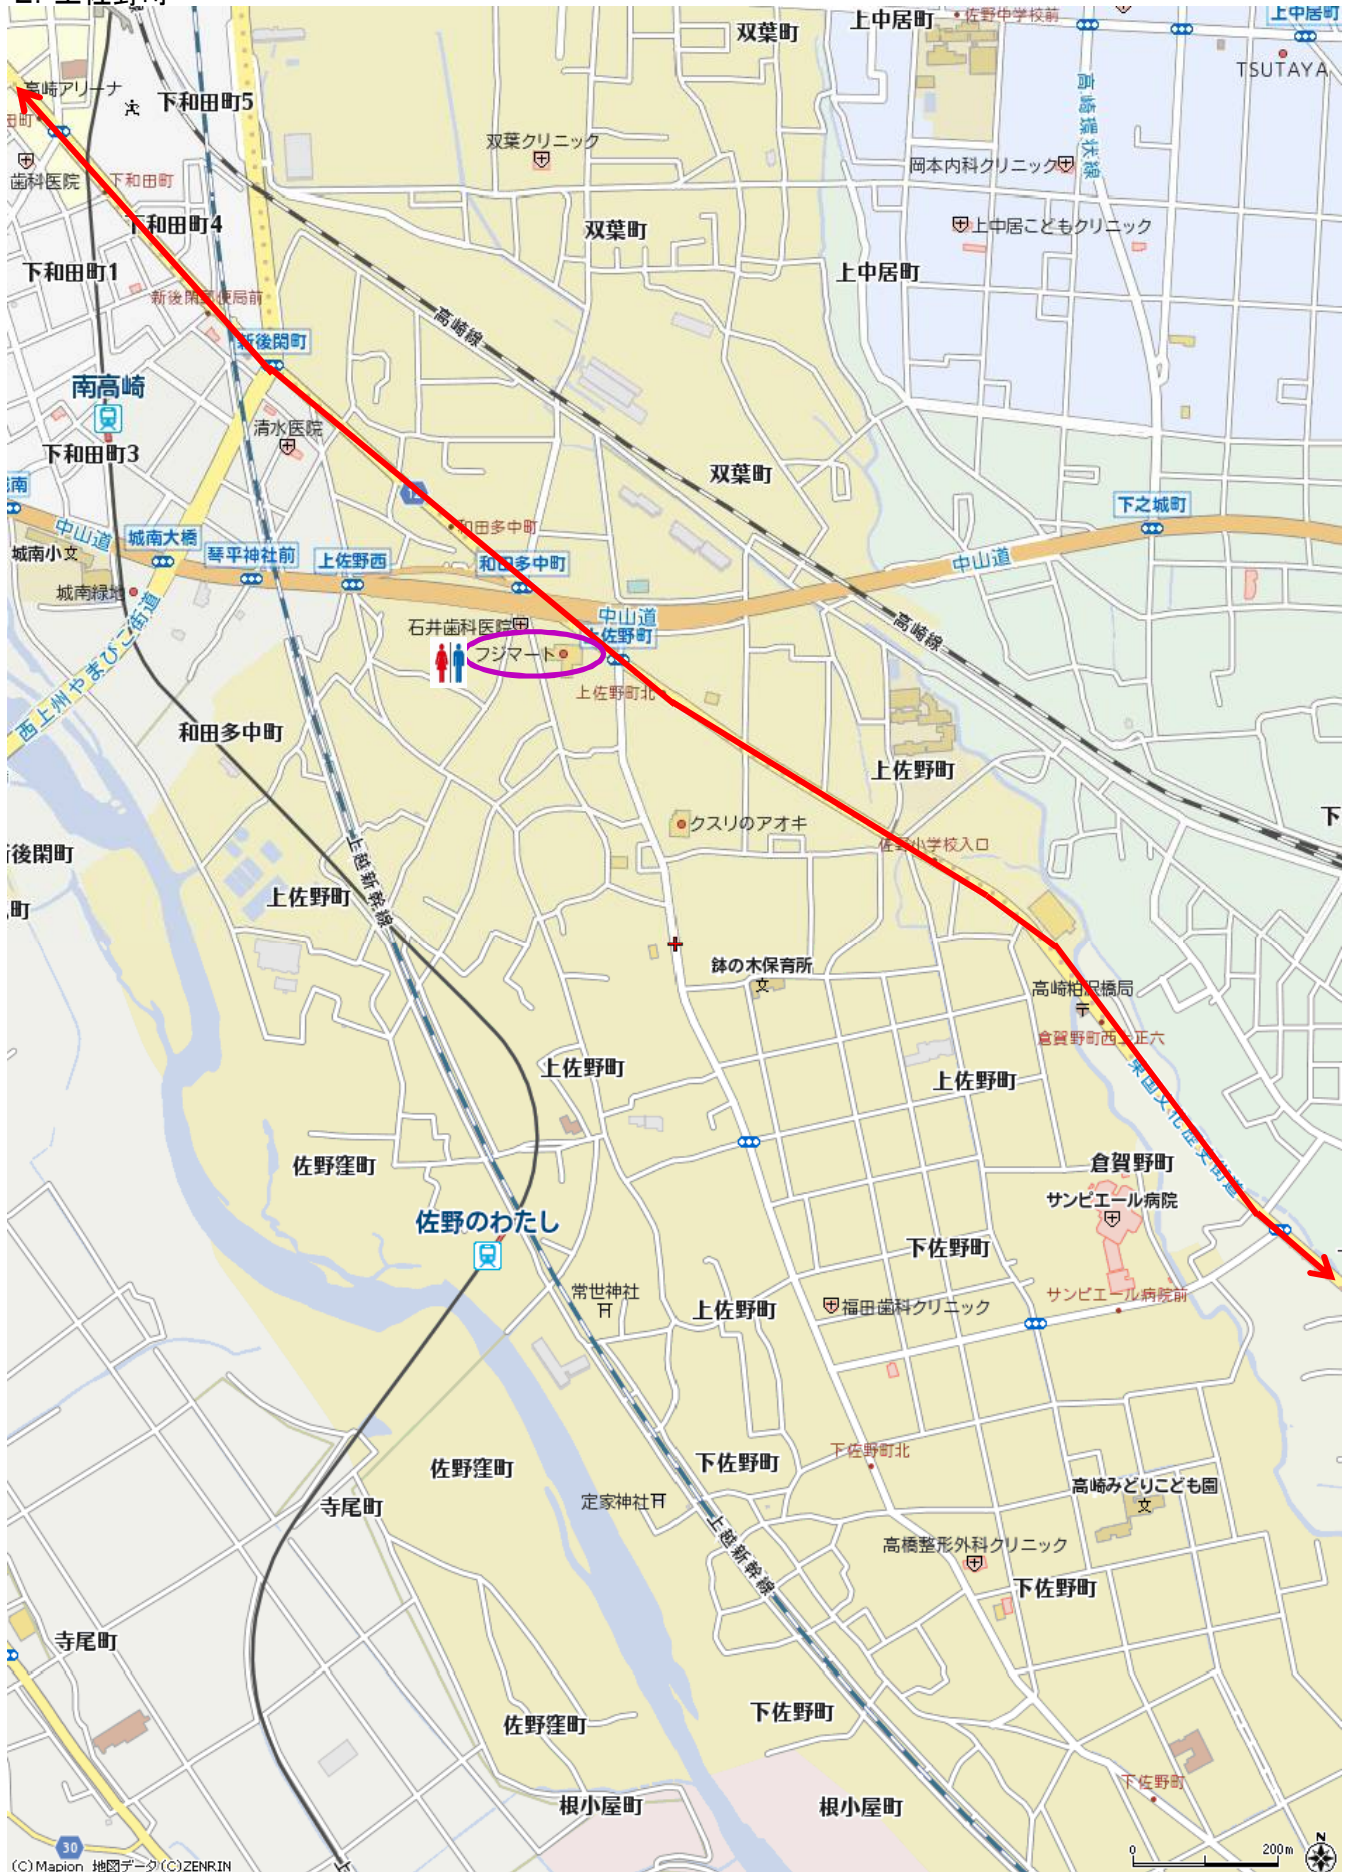 双葉町
上中居町
佐野中学校前
上中居町
TSUTAYA
高崎アリーナ
下和田町5
田町
高崎環状線
双葉クリニック
岡本内科クリニック
歯科医院
下和田町
下和田町4
双葉町
上中居こどもクリニック
下和田町1
上中居町
新後閑郵便局前
高崎線
新後閑町
南高崎
清水医院
下和田町3
双葉町
下之城町
和田多中町
中山道
城南大橋
琴平神社前
上佐野西
和田多中町
中山道
城南小
城南緑地
中山道
石井歯科医院
上佐野町
高崎線
フジマート
上佐野町北
西上州やまびこ街道
和田多中町
上佐野町
クスリのアオキ
佐野小学校入口
後閑町
上越新幹線
上佐野町
町
鉢の木保育所
高崎柏沢橋局
倉賀野町西上正六
上佐野町
上佐野町
東国文化歴史街道
佐野窪町
倉賀野町
サンピエール病院
佐野のわたし
下佐野町
常世神社
上佐野町
福田歯科クリニック
サンピエール病院前
下佐野町北
佐野窪町
下佐野町
寺尾町
定家神社
高崎みどりこども園
上越新幹線
高橋整形外科クリニック
下佐野町
寺尾町
佐野窪町
下佐野町
下佐野町
根小屋町
根小屋町
30
0 200m
N
(C)Mapion 地図データ(C)ZENRIN